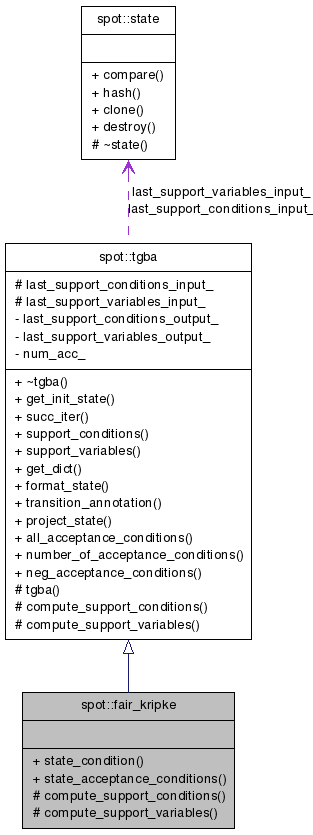 spot::state
+ compare()
+ hash()
+ clone()
+ destroy()
# ~state()
last_support_variables_input_
last_support_conditions_input_
spot::tgba
# last_support_conditions_input_
# last_support_variables_input_
- last_support_conditions_output_
- last_support_variables_output_
- num_acc_
+ ~tgba()
+ get_init_state()
+ succ_iter()
+ support_conditions()
+ support_variables()
+ get_dict()
+ format_state()
+ transition_annotation()
+ project_state()
+ all_acceptance_conditions()
+ number_of_acceptance_conditions()
+ neg_acceptance_conditions()
# tgba()
# compute_support_conditions()
# compute_support_variables()
spot::fair_kripke
+ state_condition()
+ state_acceptance_conditions()
# compute_support_conditions()
# compute_support_variables()